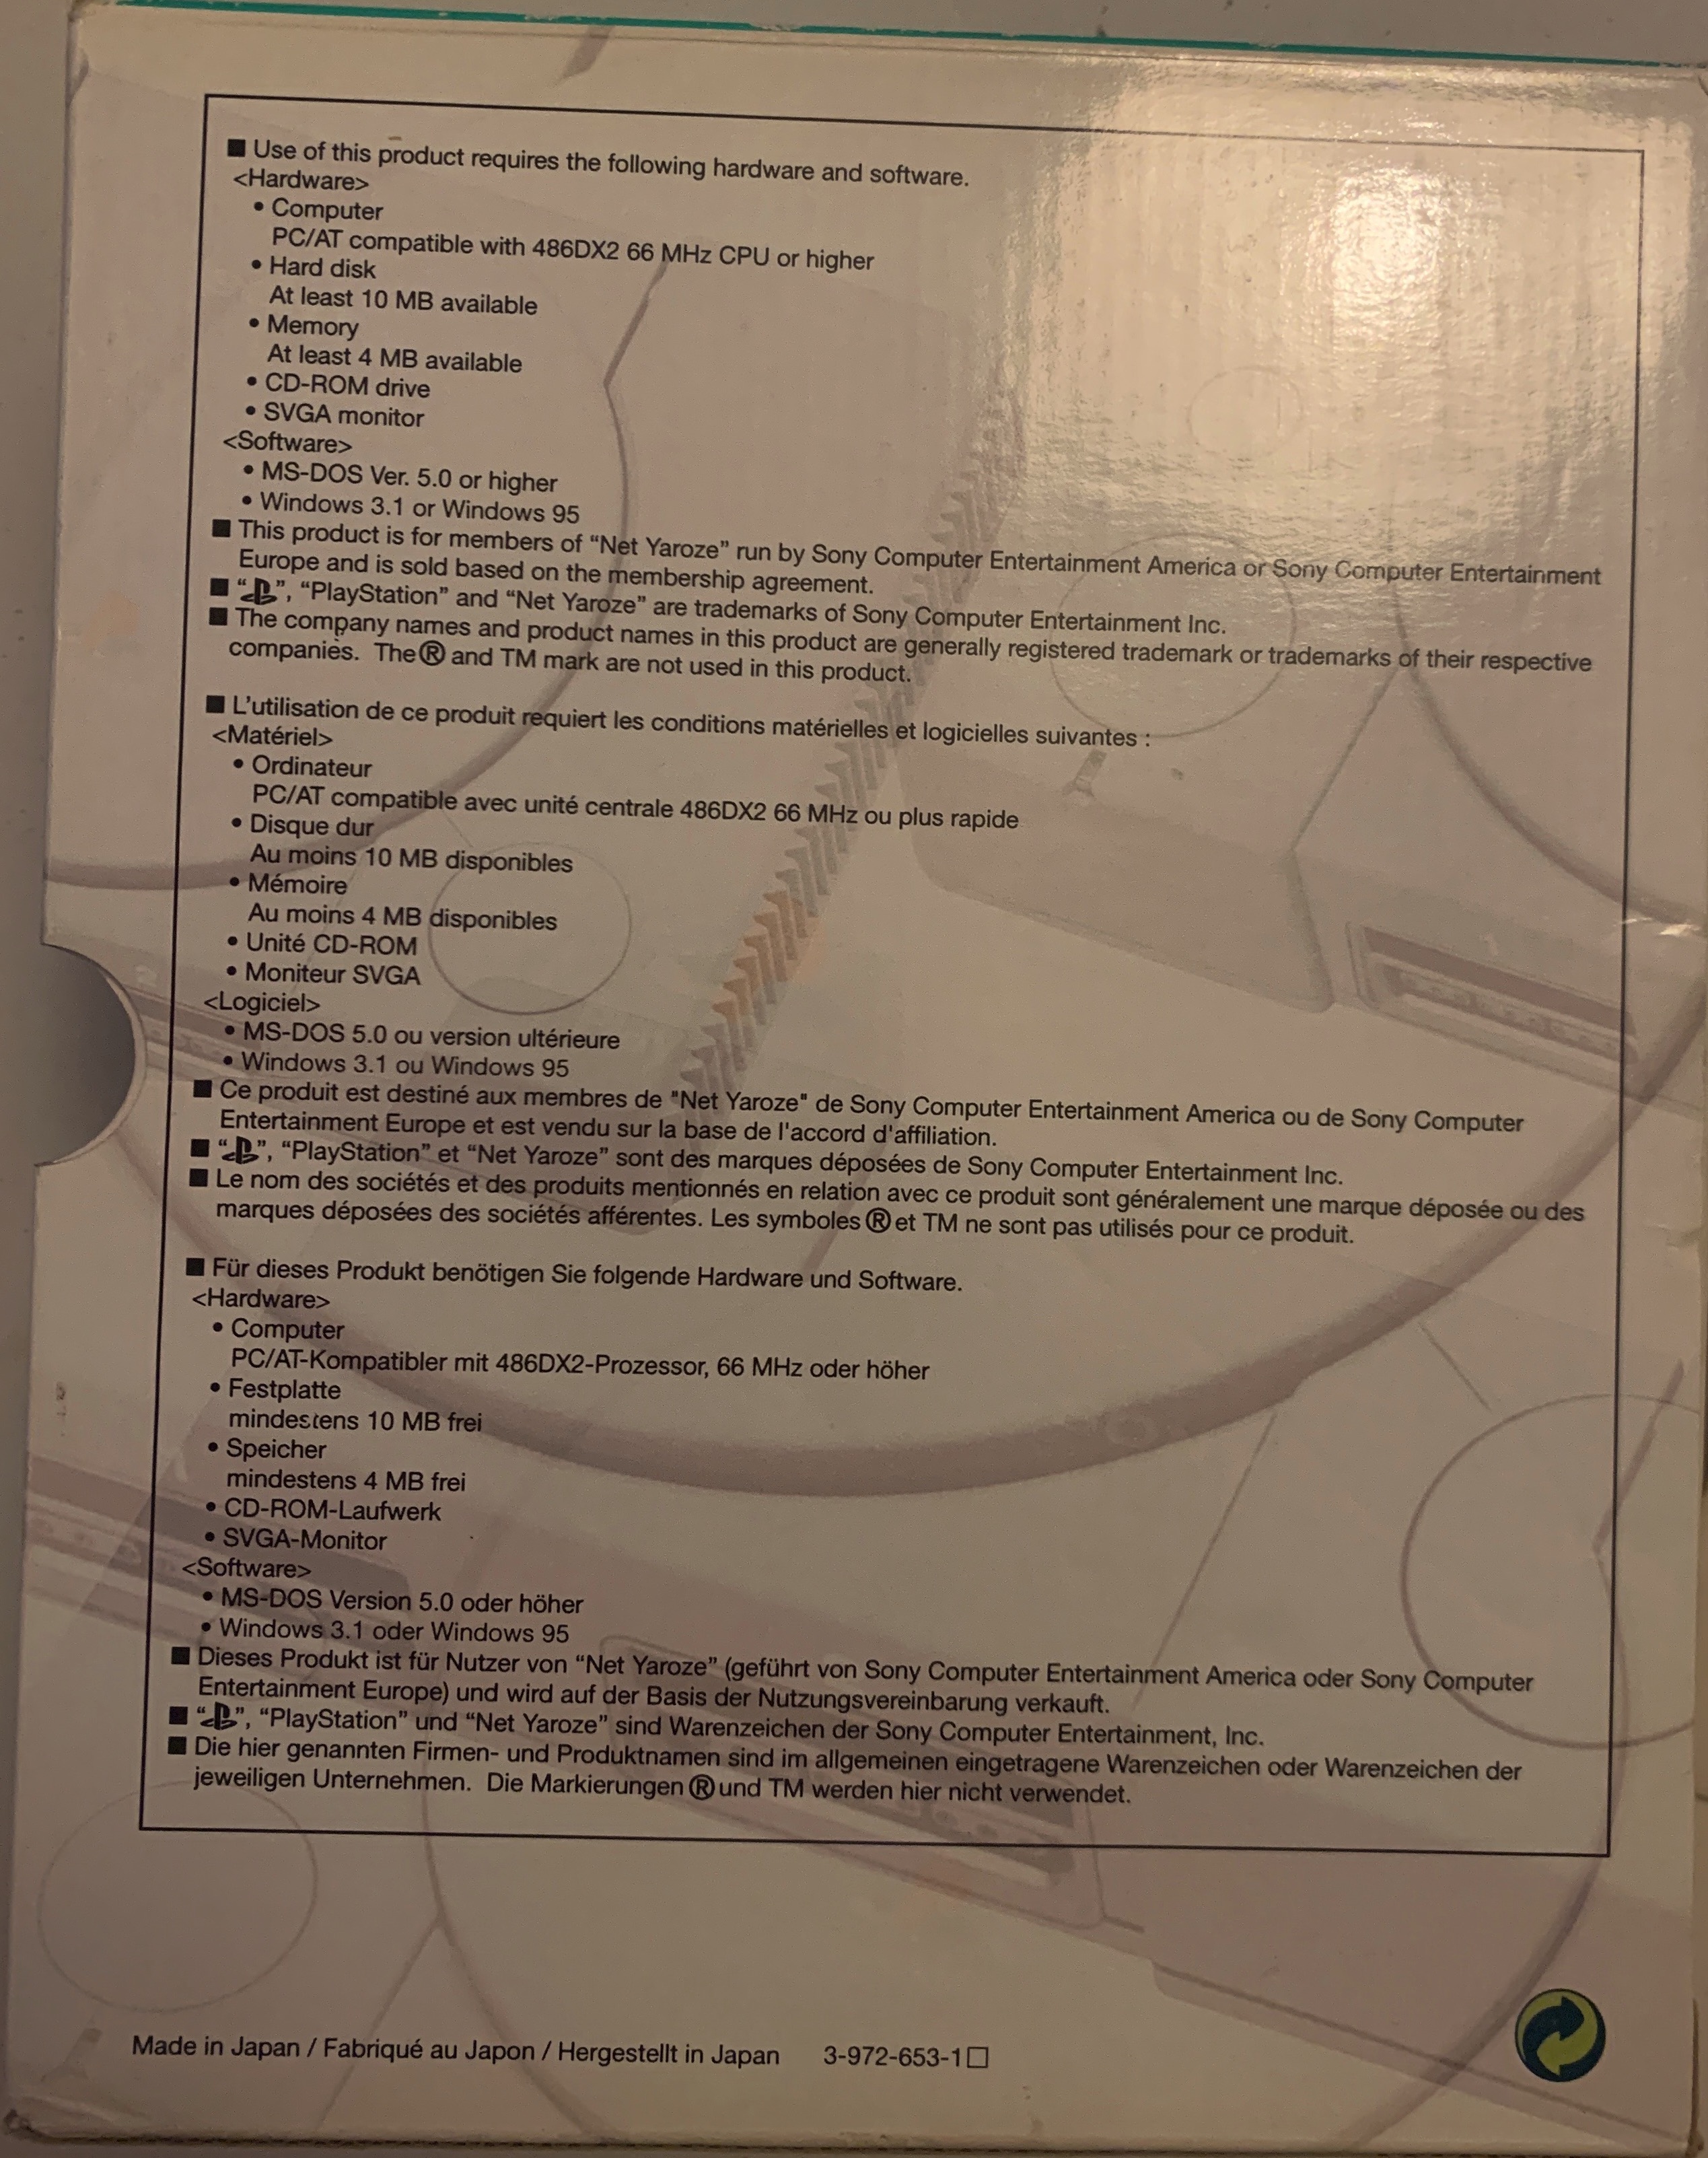 ■ Use of this product requires the following hardware and software.
<Hardware>
• Computer
PC/AT compatible with 486DX2 66 MHz CPU or higher
• Hard disk
At least 10 MB available
• Memory
At least 4 MB available
• CD-ROM drive
• SVGA monitor
<Software>
• MS-DOS Ver. 5.0 or higher
• Windows 3.1 or Windows 95
■ This product is for members of “Net Yaroze” run by Sony Computer Entertainment America or Sony Computer Entertainment
Europe and is sold based on the membership agreement.
■ “ ”, “PlayStation” and “Net Yaroze” are trademarks of Sony Computer Entertainment Inc.
■ The company names and product names in this product are generally registered trademark or trademarks of their respective
companies. The ® and TM mark are not used in this product.
■ L’utilisation de ce produit requiert les conditions matérielles et logicielles suivantes :
<Matériel>
• Ordinateur
PC/AT compatible avec unité centrale 486DX2 66 MHz ou plus rapide
• Disque dur
Au moins 10 MB disponibles
• Mémoire
Au moins 4 MB disponibles
• Unité CD-ROM
• Moniteur SVGA
<Logiciel>
• MS-DOS 5.0 ou version ultérieure
• Windows 3.1 ou Windows 95
■ Ce produit est destiné aux membres de "Net Yaroze" de Sony Computer Entertainment America ou de Sony Computer
Entertainment Europe et est vendu sur la base de l'accord d'affiliation.
■ “ ”, “PlayStation” et “Net Yaroze” sont des marques déposées de Sony Computer Entertainment Inc.
■ Le nom des sociétés et des produits mentionnés en relation avec ce produit sont généralement une marque déposée ou des
marques déposées des sociétés afférentes. Les symboles ® et TM ne sont pas utilisés pour ce produit.
■ Für dieses Produkt benötigen Sie folgende Hardware und Software.
<Hardware>
• Computer
PC/AT-Kompatibler mit 486DX2-Prozessor, 66 MHz oder höher
• Festplatte
mindestens 10 MB frei
• Speicher
mindestens 4 MB frei
• CD-ROM-Laufwerk
• SVGA-Monitor
<Software>
• MS-DOS Version 5.0 oder höher
• Windows 3.1 oder Windows 95
■ Dieses Produkt ist für Nutzer von “Net Yaroze” (geführt von Sony Computer Entertainment America oder Sony Computer
Entertainment Europe) und wird auf der Basis der Nutzungsvereinbarung verkauft.
■ “ ”, “PlayStation” und “Net Yaroze” sind Warenzeichen der Sony Computer Entertainment, Inc.
■ Die hier genannten Firmen- und Produktnamen sind im allgemeinen eingetragene Warenzeichen oder Warenzeichen der
jeweiligen Unternehmen. Die Markierungen ® und TM werden hier nicht verwendet.
Made in Japan / Fabriqué au Japon / Hergestellt in Japan 3-972-653-1□